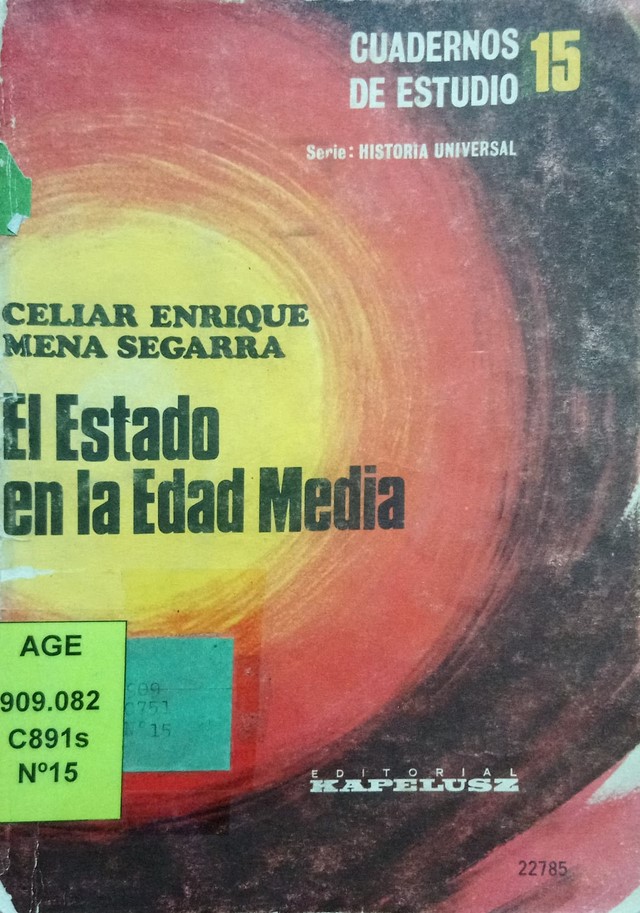 CUADERNOS 15
DE ESTUDIO
Serie: HISTORIA UNIVERSAL
CELIAR ENRIQUE
MENA SEGARRA
El Estado
en la Edad Media
AGE
909.082
C891s
Nº15
EDITORIAL
KAPELUSZ
22785